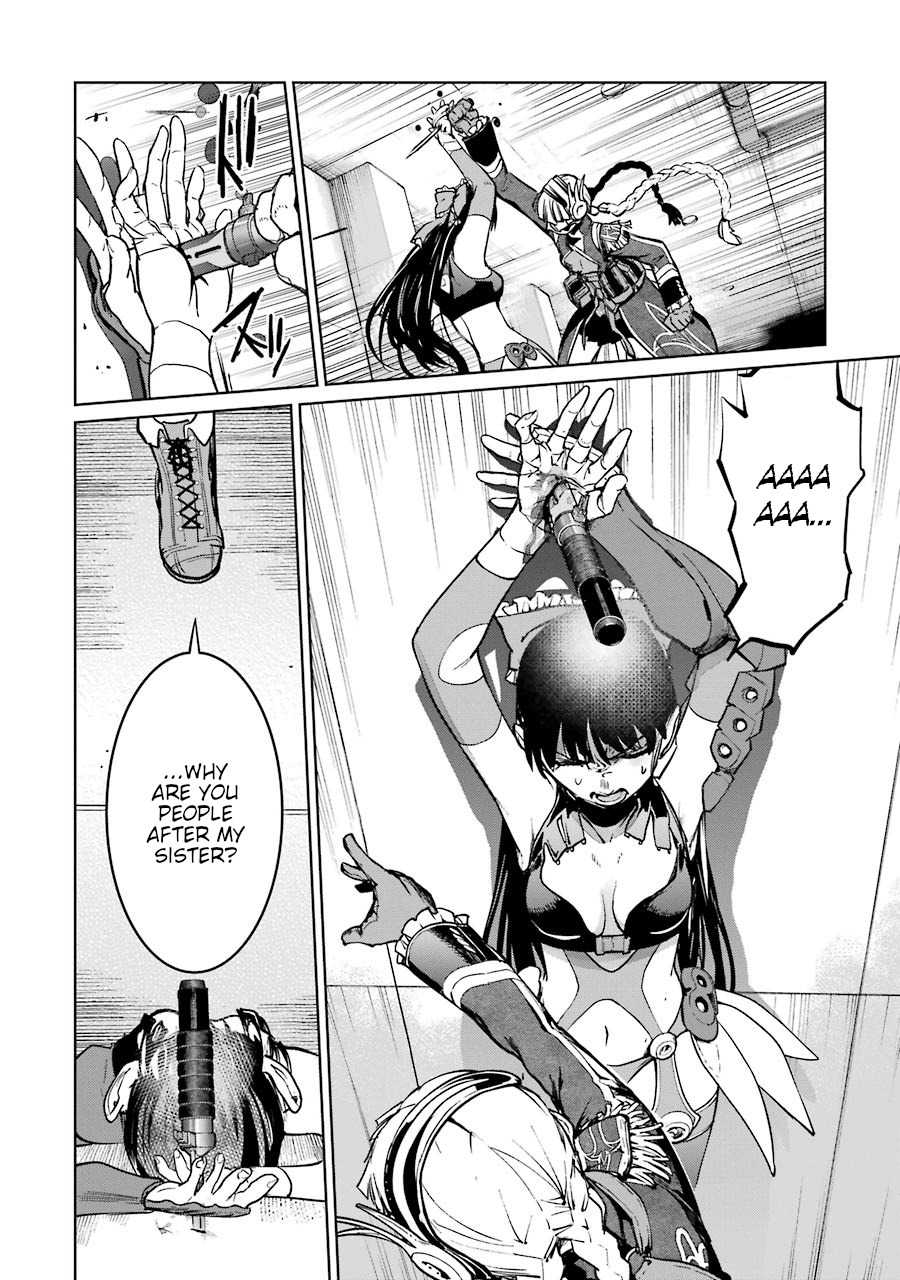 AAAA
AAA...
...WHY
ARE YOU
PEOPLE
AFTER MY
SISTER?